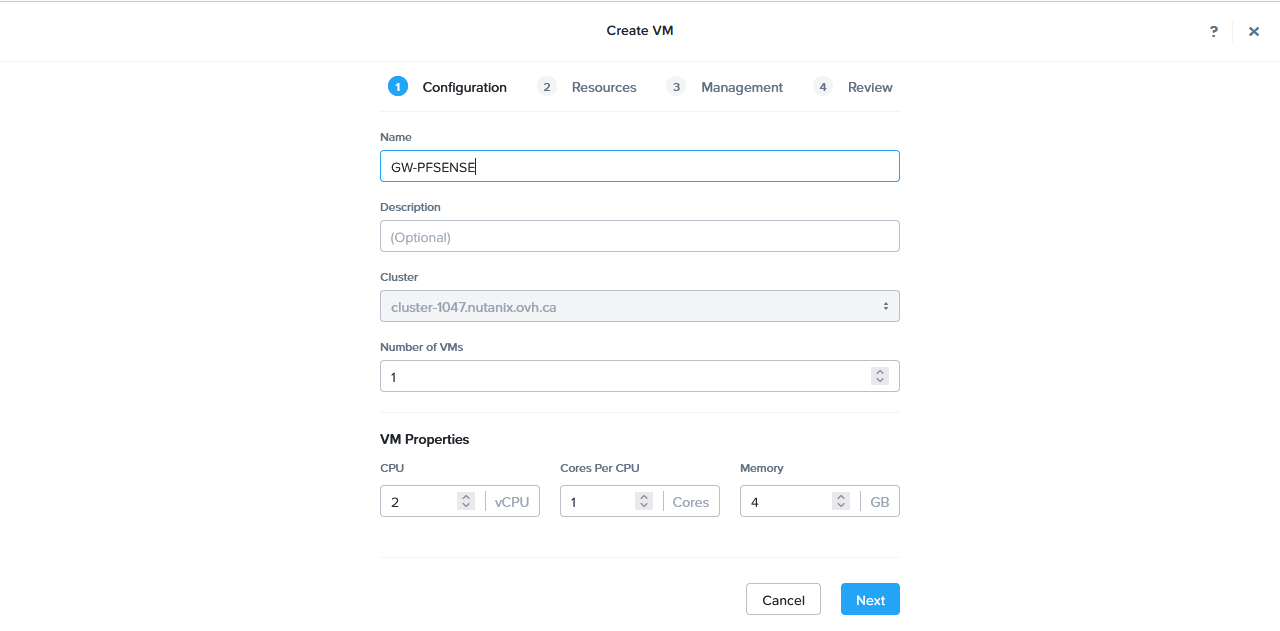 Create VM
?
1 Configuration 2 Resources 3 Management 4 Review
Name
GW-PFSENSE
Description
(Optional)
Cluster
cluster-1047.nutanix.ovh.ca
Number of VMs
1
VM Properties
CPU Cores Per CPU Memory
2 vCPU 1 Cores 4 GB
Cancel Next